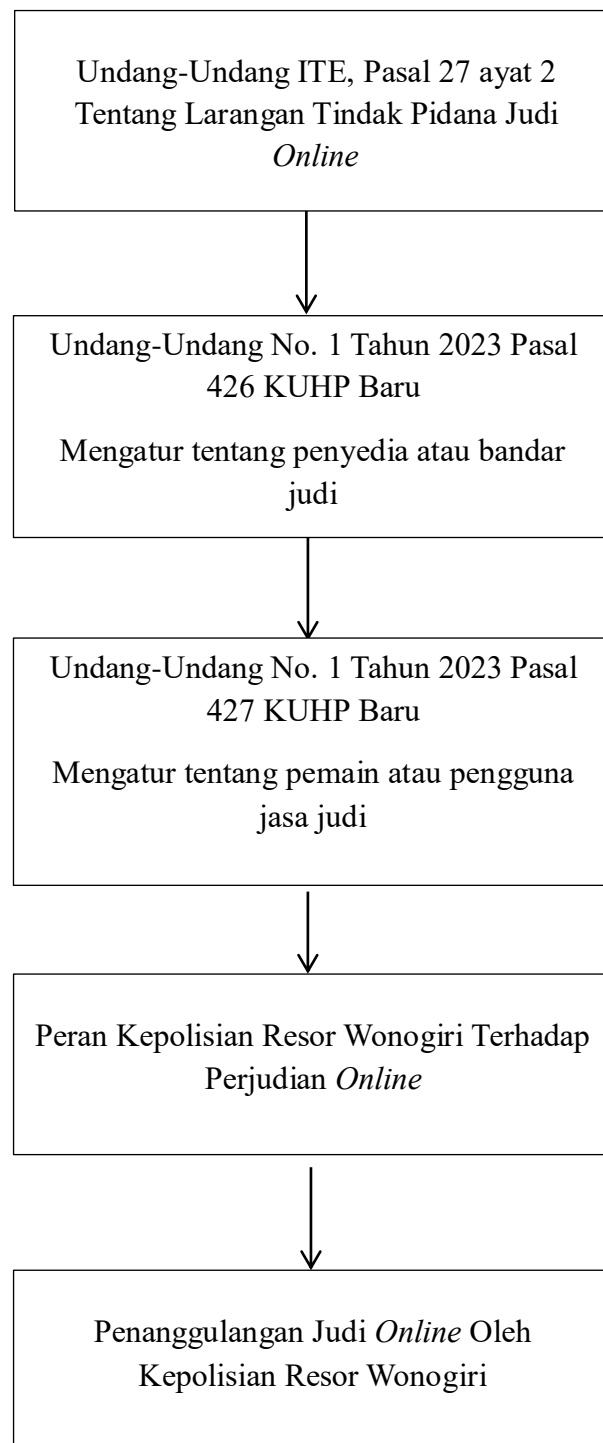 Undang-Undang ITE, Pasal 27 ayat 2
Tentang Larangan Tindak Pidana Judi
Online
Undang-Undang No. 1 Tahun 2023 Pasal
426 KUHP Baru
Mengatur tentang penyedia atau bandar
judi
Undang-Undang No. 1 Tahun 2023 Pasal
427 KUHP Baru
Mengatur tentang pemain atau pengguna
jasa judi
Peran Kepolisian Resor Wonogiri Terhadap
Perjudian Online
Penanggulangan Judi Online Oleh
Kepolisian Resor Wonogiri